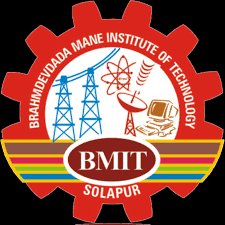 BRAHMDEVDADA MANE INSTITUTE OF TECHNOLOGY
BMIT
SOLAPUR